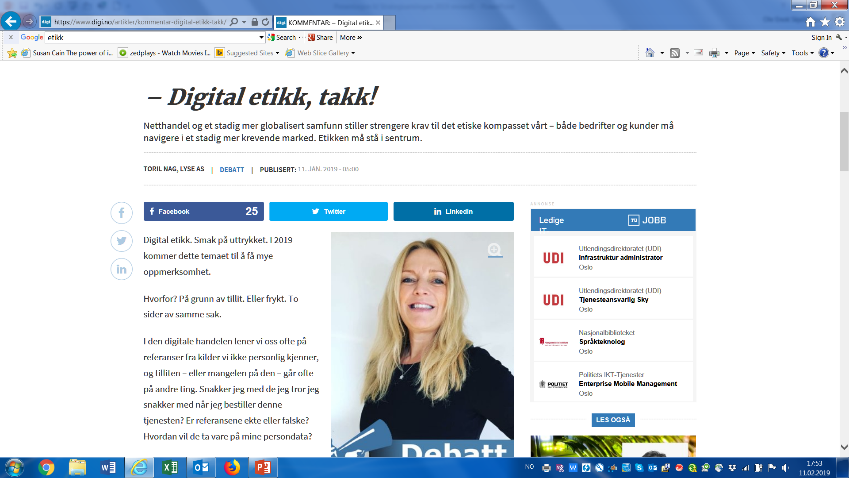 https://www.digi.no/artikler/kommentar-digital-etikk-takk/
KOMMENTAR: – Digital etik...
Google etikk
Search
Share
More »
Sign In
Susan Cain The power of i...
zedplays - Watch Movies f...
Suggested Sites
Web Slice Gallery
Page
Safety
Tools
– Digital etikk, takk!
Netthandel og et stadig mer globalisert samfunn stiller strengere krav til det etiske kompasset vårt – både bedrifter og kunder må
navigere i et stadig mer krevende marked. Etikken må stå i sentrum.
TORIL NAG, LYSE AS | DEBATT | PUBLISERT: 11. JAN. 2019 - 05:00
Facebook 25
Twitter
LinkedIn
Digital etikk. Smak på uttrykket. I 2019
kommer dette temaet til å få mye
oppmerksomhet.
Hvorfor? På grunn av tillit. Eller frykt. To
sider av samme sak.
I den digitale handelen lener vi oss ofte på
referanser fra kilder vi ikke personlig kjenner,
og tilliten – eller mangelen på den – går ofte
på andre ting. Snakker jeg med de jeg tror jeg
snakker med når jeg bestiller denne
tjenesten? Er referansene ekte eller falske?
Hvordan vil de ta vare på mine persondata?
Debatt
ANNONSE
Ledige
IT
TU JOBB
UDI
Utlendingsdirektoratet (UDI)
Infrastruktur administrator
Oslo
UDI
Utlendingsdirektoratet (UDI)
Tjenesteansvarlig Sky
Oslo
Nasjonalbiblioteket
Språkteknolog
Oslo
POLITIET
Politiets IKT-Tjenester
Enterprise Mobile Management
Oslo
LES OGSÅ
NO
17:53
11.02.2019